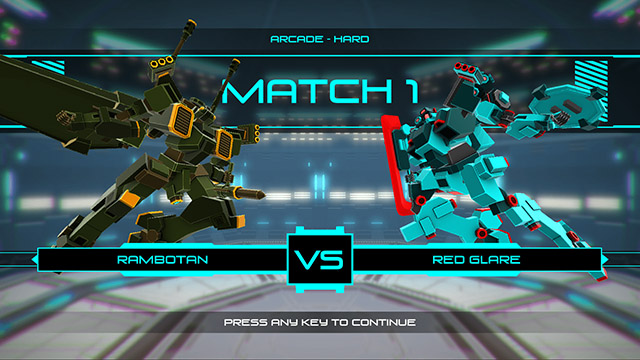 ARCADE - HARD
MATCH 1
RAMBOTAN
VS
RED GLARE
PRESS ANY KEY TO CONTINUE